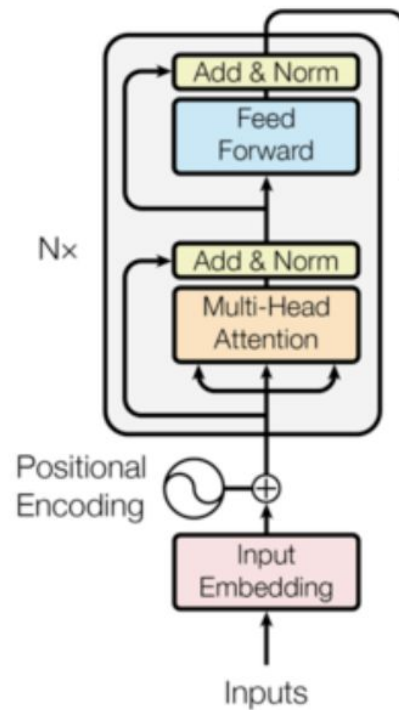 Add & Norm
Feed
Forward
N×
Add & Norm
Multi-Head
Attention
Positional
Encoding
Input
Embedding
Inputs